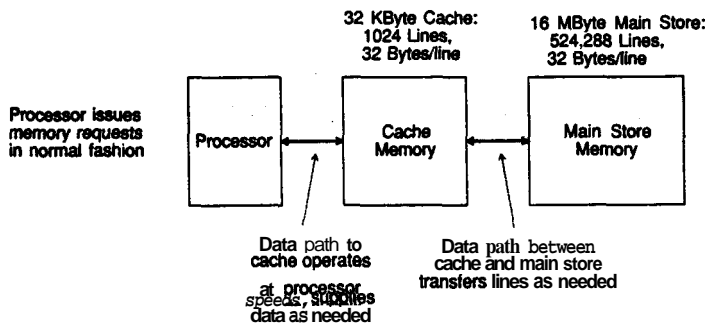 32 KByte Cache:
1024 Lines,
32 Bytes/line
16 MByte Main Store:
524,288 Lines,
32 Bytes/line
Processor issues
memory requests
in normal fashion
Processor
Cache
Memory
Main Store
Memory
Data path to
cache operates
at processor
speeds, supplies
data as needed
Data path between
cache and main store
transfers lines as needed